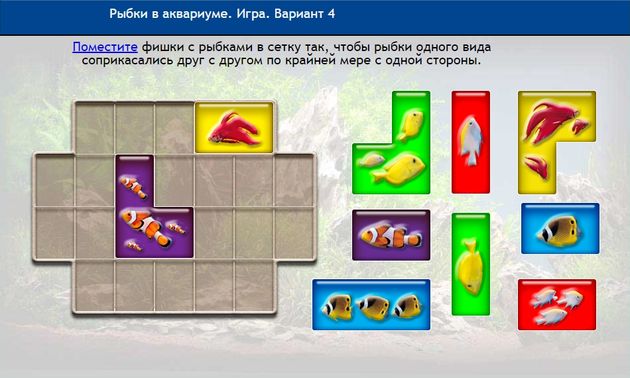 Рыбки в аквариуме. Игра. Вариант 4
Поместите фишки с рыбками в сетку так, чтобы рыбки одного вида
соприкасались друг с другом по крайней мере с одной стороны.